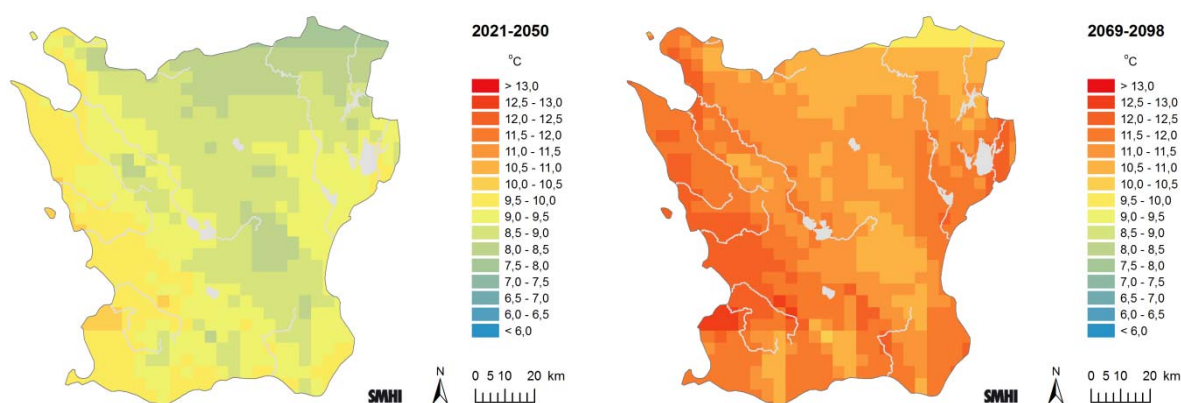 2021-2050
°C
> 13,0
12,5 - 13,0
12,0 - 12,5
11,5 - 12,0
11,0 - 11,5
10,5 - 11,0
10,0 - 10,5
9,5 - 10,0
9,0 - 9,5
8,5 - 9,0
8,0 - 8,5
7,5 - 8,0
7,0 - 7,5
6,5 - 7,0
6,0 - 6,5
< 6,0
SMHI
N
0 5 10 20 km
2069-2098
°C
> 13,0
12,5 - 13,0
12,0 - 12,5
11,5 - 12,0
11,0 - 11,5
10,5 - 11,0
10,0 - 10,5
9,5 - 10,0
9,0 - 9,5
8,5 - 9,0
8,0 - 8,5
7,5 - 8,0
7,0 - 7,5
6,5 - 7,0
6,0 - 6,5
< 6,0
SMHI
N
0 5 10 20 km